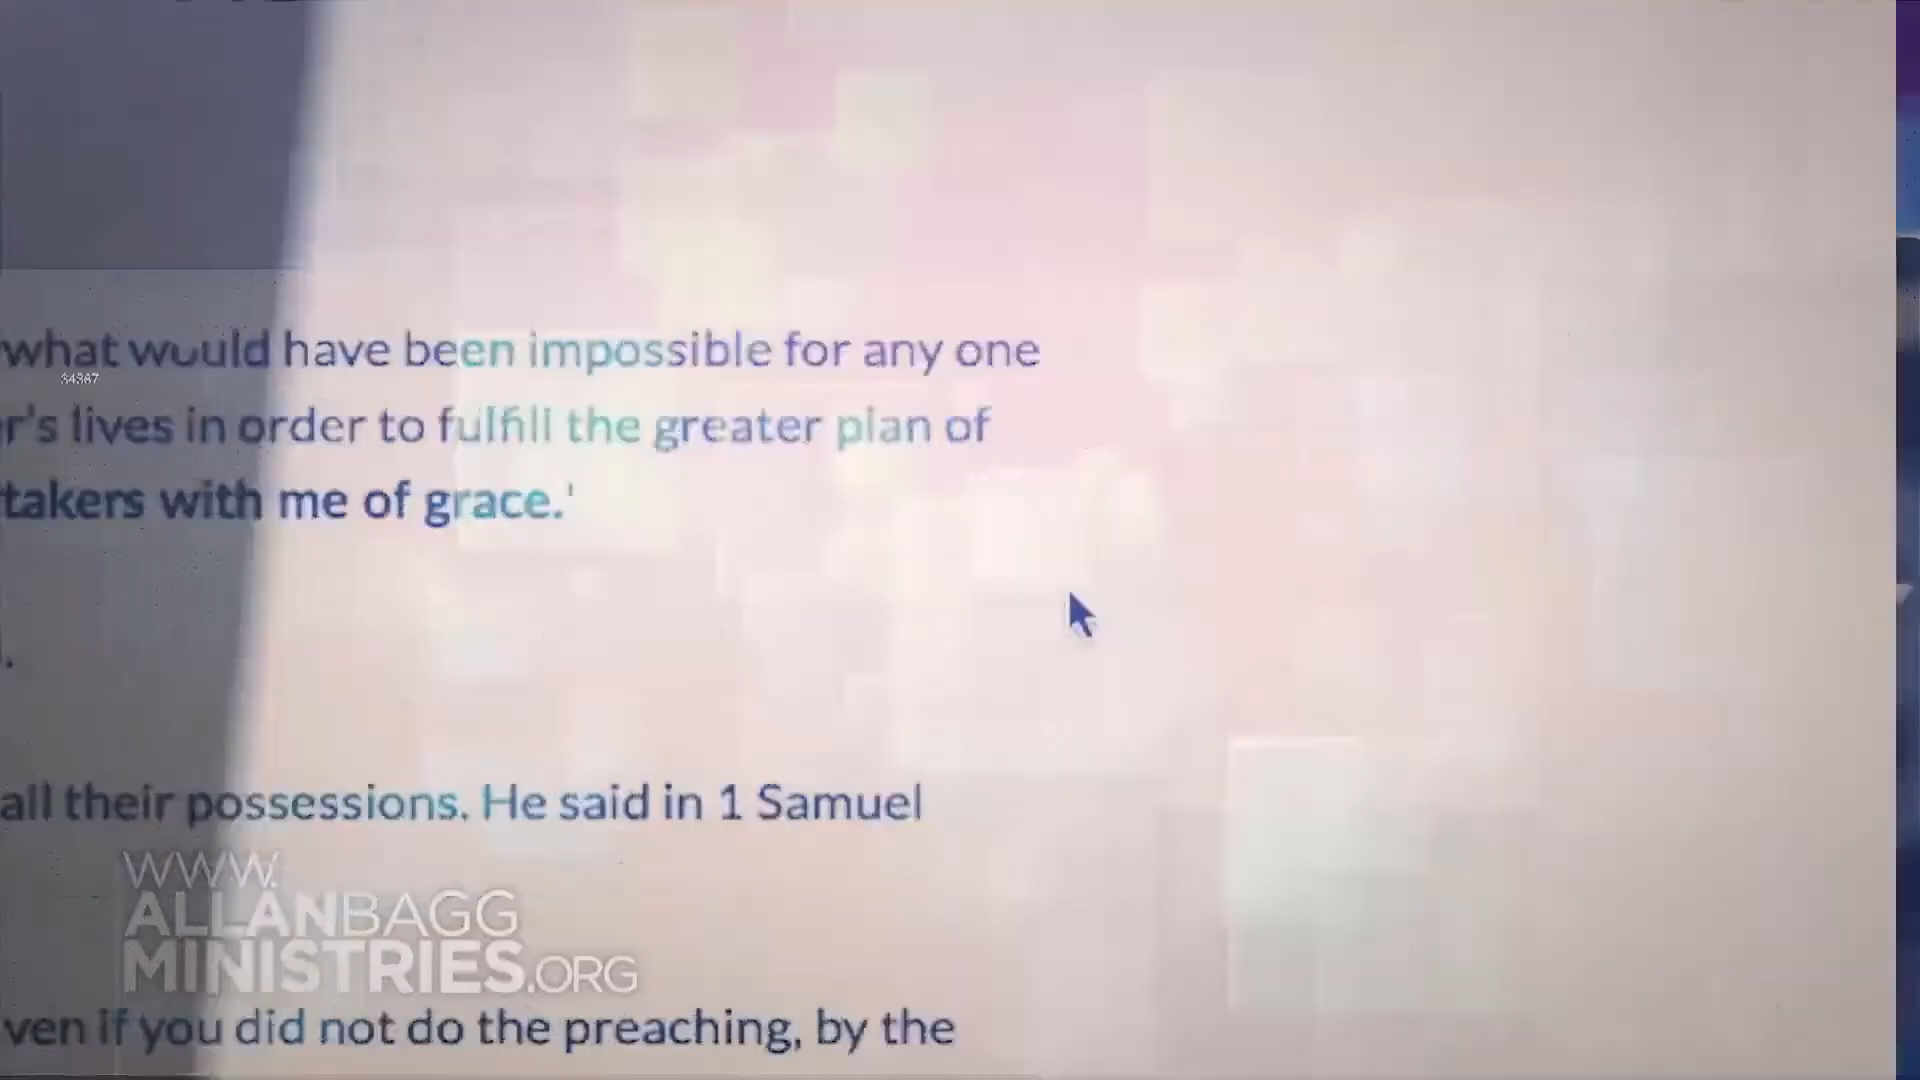 what would have been impossible for any one
34367
r's lives in order to fulfill the greater plan of
takers with me of grace.'
.
all their possessions. He said in 1 Samuel
WWW.
ALLANBAGG
MINISTRIES.ORG
ven if you did not do the preaching, by the